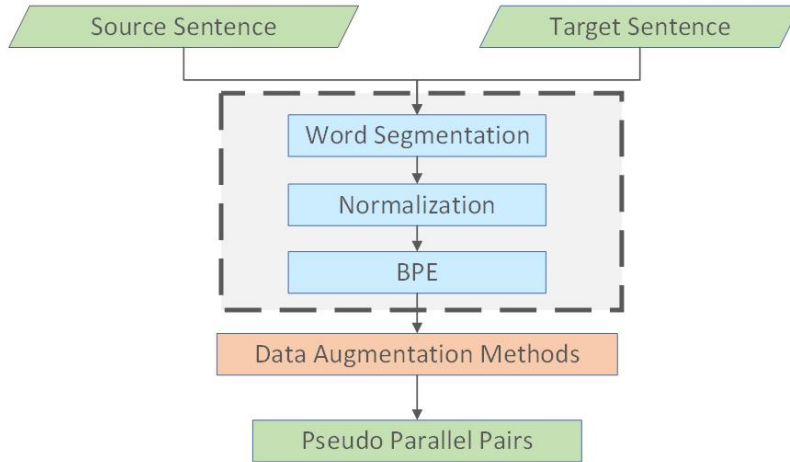 Source Sentence
Target Sentence
Word Segmentation
Normalization
BPE
Data Augmentation Methods
Pseudo Parallel Pairs